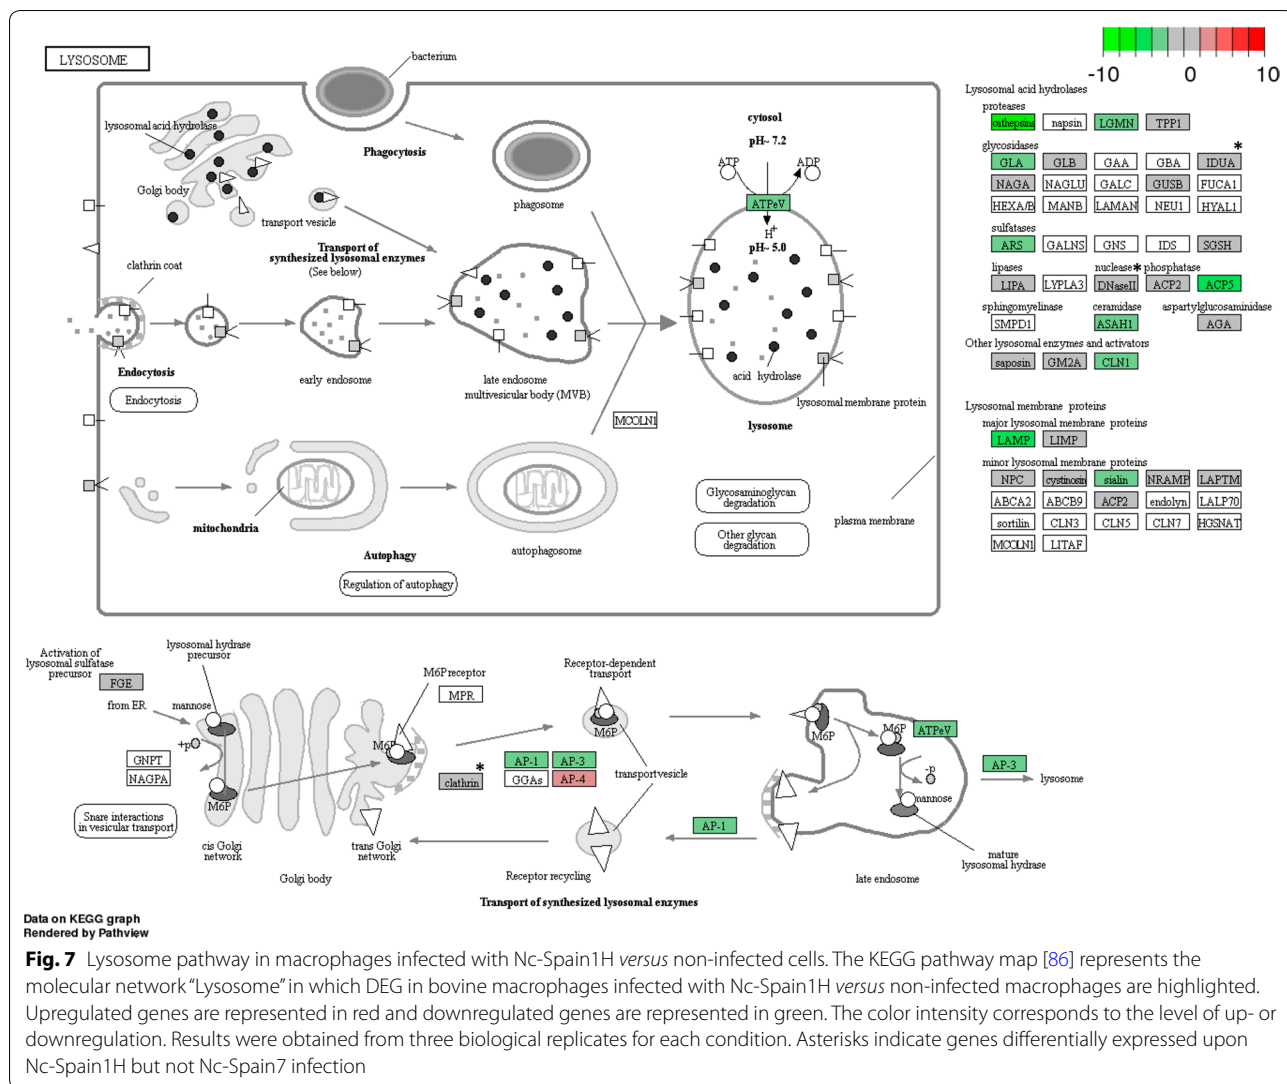 LYSOSOME
bacterium
lysosomal acid hydrolase
Golgi body
transport vesicle
Phagocytosis
phagosome
cytosol
pH~ 7.2
ATP
ADP
ATPeV
H+
pH~ 5.0
Transport of
synthesized lysosomal enzymes
(See below)
clathrin coat
Endocytosis
Endocytosis
early endosome
late endosome
multivesicular body (MVB)
MCOLN1
acid hydrolase
lysosomal membrane protein
lysosome
mitochondria
Autophagy
Regulation of autophagy
autophagosome
Glycosaminoglycan
degradation
Other glycan
degradation
plasma membrane
-10 0 10
Lysosomal acid hydrolases
proteases
cathepsins napsin LGMN TPP1
glycosidases *
GLA GLB GAA GBA IDUA
NAGA NAGLU GALC GUSB FUCA1
HEXA/B MANB LAMAN NEU1 HYAL1
sulfatases
ARS GALNS GNS IDS SGSH
lipases nuclease * phosphatase
LIPA LYPLA3 DNaseII ACP2 ACP5
sphingomyelinase ceramidase aspartylglucosaminidase
SMPD1 ASAH1 AGA
Other lysosomal enzymes and activators
saposin GM2A CLN1
Lysosomal membrane proteins
major lysosomal membrane proteins
LAMP LIMP
minor lysosomal membrane proteins
NPC cystinosin sialin NRAMP LAPTM
ABCA2 ABCB9 ACP2 endolyn LALP70
sortilin CLN3 CLN5 CLN7 HGSNAT
MCOLN1 LITAF
Activation of
lysosomal sulfatase
precursor
FGE
from ER
lysosomal hydrase
precursor
mannose
+p
GNPT
NAGPA
M6P
Snare interactions
in vesicular transport
cis Golgi
network
Golgi body
trans Golgi
network
M6P
M6P receptor
MPR
*
clathrin
AP-1 AP-3
GGAs AP-4
Receptor-dependent
transport
M6P
transport vesicle
Receptor recycling
AP-1
M6P
M6P
ATPeV
-p
mannose
AP-3
lysosome
mature
lysosomal hydrase
late endosome
Transport of synthesized lysosomal enzymes
Data on KEGG graph
Rendered by Pathview
Fig. 7 Lysosome pathway in macrophages infected with Nc-Spain1H versus non-infected cells. The KEGG pathway map [86] represents the
molecular network “Lysosome” in which DEG in bovine macrophages infected with Nc-Spain1H versus non-infected macrophages are highlighted.
Upregulated genes are represented in red and downregulated genes are represented in green. The color intensity corresponds to the level of up- or
downregulation. Results were obtained from three biological replicates for each condition. Asterisks indicate genes differentially expressed upon
Nc-Spain1H but not Nc-Spain7 infection